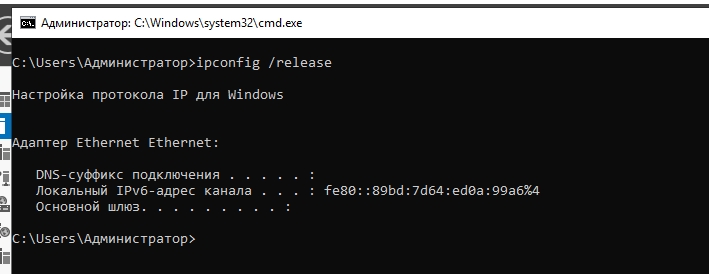 Администратор: C:\Windows\system32\cmd.exe
C:\Users\Администратор>ipconfig /release
Настройка протокола IP для Windows
Адаптер Ethernet Ethernet:
DNS-суффикс подключения . . . . . :
Локальный IPv6-адрес канала . . . : fe80::89bd:7d64:ed0a:99a6%4
Основной шлюз. . . . . . . . . :
C:\Users\Администратор>